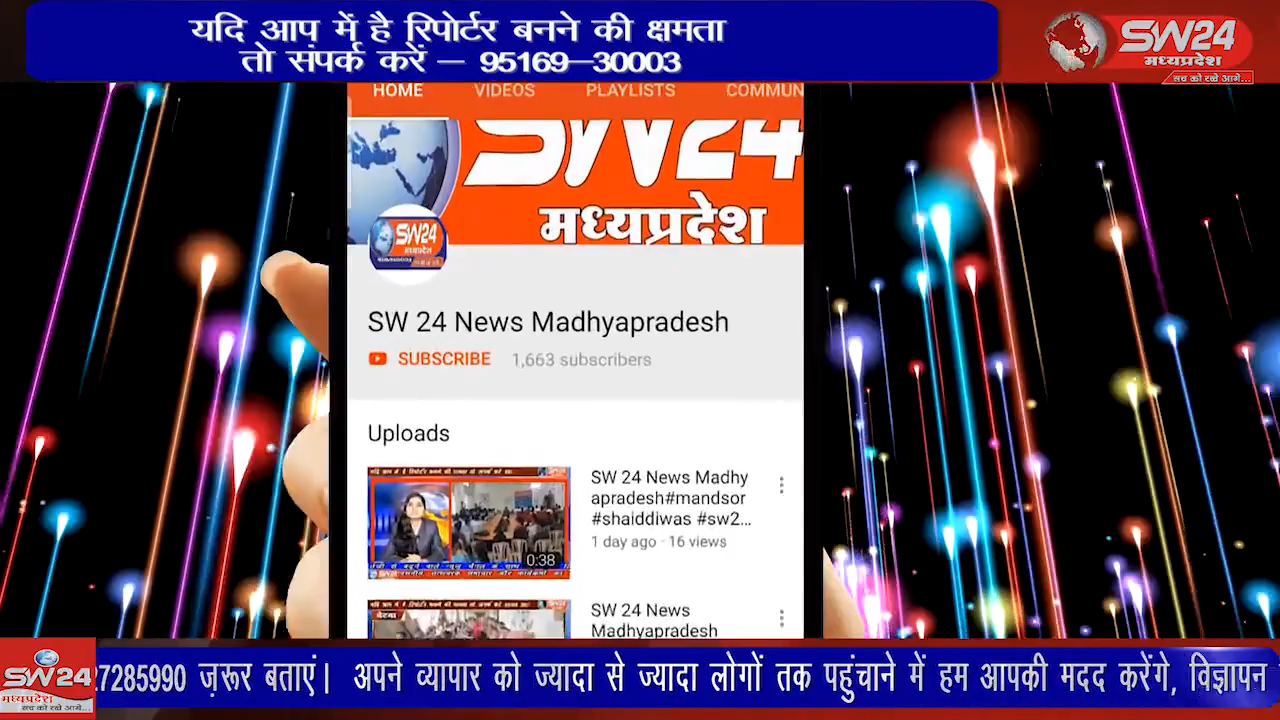 यदि आप में है रिपोर्टर बनने की क्षमता
तो संपर्क करें – 95169–30003
SW24
मध्यप्रदेश
सच को रखे आगे...
HOME VIDEOS PLAYLISTS COMMUN
SW24
मध्यप्रदेश
SW24
SW 24 News Madhyapradesh
SUBSCRIBE 1,663 subscribers
Uploads
SW 24 News Madhy
apradesh#mandsor
#shaiddiwas #sw2...
1 day ago · 16 views
0:38
SW 24 News
Madhyapradesh
SW24
मध्यप्रदेश
सच को रखे आगे...
27285990 ज़रूर बताएं। अपने व्यापार को ज्यादा से ज्यादा लोगों तक पहुंचाने में हम आपकी मदद करेंगे, विज्ञापन